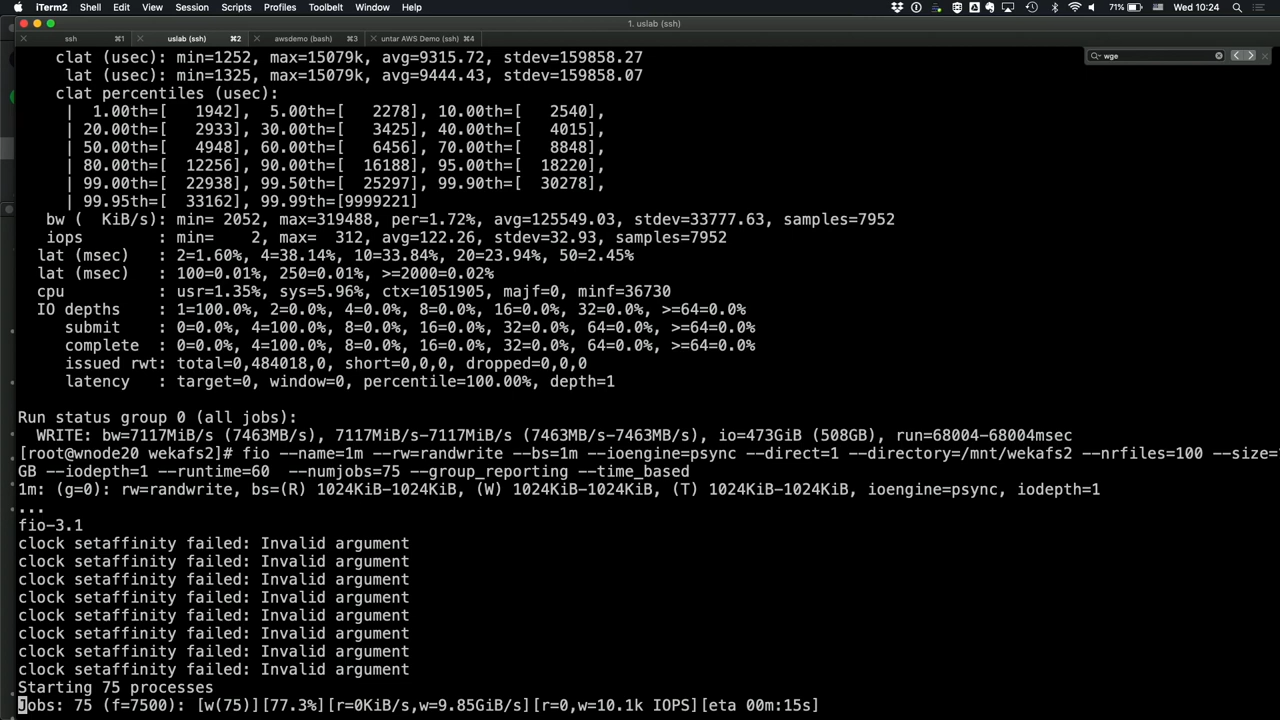 iTerm2 Shell Edit View Session Scripts Profiles Toolbelt Window Help 71% Wed 10:24
1. uslab (ssh)
ssh ⌘1 uslab (ssh) ⌘2 awsdemo (bash) ⌘3 untar AWS Demo (ssh) ⌘4
wge
clat (usec): min=1252, max=15079k, avg=9315.72, stdev=159858.27
lat (usec): min=1325, max=15079k, avg=9444.43, stdev=159858.07
clat percentiles (usec):
| 1.00th=[ 1942], 5.00th=[ 2278], 10.00th=[ 2540],
| 20.00th=[ 2933], 30.00th=[ 3425], 40.00th=[ 4015],
| 50.00th=[ 4948], 60.00th=[ 6456], 70.00th=[ 8848],
| 80.00th=[ 12256], 90.00th=[ 16188], 95.00th=[ 18220],
| 99.00th=[ 22938], 99.50th=[ 25297], 99.90th=[ 30278],
| 99.95th=[ 33162], 99.99th=[9999221]
bw ( KiB/s): min= 2052, max=319488, per=1.72%, avg=125549.03, stdev=33777.63, samples=7952
iops : min= 2, max= 312, avg=122.26, stdev=32.93, samples=7952
lat (msec) : 2=1.60%, 4=38.14%, 10=33.84%, 20=23.94%, 50=2.45%
lat (msec) : 100=0.01%, 250=0.01%, >=2000=0.02%
cpu : usr=1.35%, sys=5.96%, ctx=1051905, majf=0, minf=36730
IO depths : 1=100.0%, 2=0.0%, 4=0.0%, 8=0.0%, 16=0.0%, 32=0.0%, >=64=0.0%
submit : 0=0.0%, 4=100.0%, 8=0.0%, 16=0.0%, 32=0.0%, 64=0.0%, >=64=0.0%
complete : 0=0.0%, 4=100.0%, 8=0.0%, 16=0.0%, 32=0.0%, 64=0.0%, >=64=0.0%
issued rwt: total=0,484018,0, short=0,0,0, dropped=0,0,0
latency : target=0, window=0, percentile=100.00%, depth=1
Run status group 0 (all jobs):
WRITE: bw=7117MiB/s (7463MB/s), 7117MiB/s-7117MiB/s (7463MB/s-7463MB/s), io=473GiB (508GB), run=68004-68004msec
[root@wnode20 wekafs2]# fio --name=1m --rw=randwrite --bs=1m --ioengine=psync --direct=1 --directory=/mnt/wekafs2 --nrfiles=100 --size=
GB --iodepth=1 --runtime=60 --numjobs=75 --group_reporting --time_based
1m: (g=0): rw=randwrite, bs=(R) 1024KiB-1024KiB, (W) 1024KiB-1024KiB, (T) 1024KiB-1024KiB, ioengine=psync, iodepth=1
...
fio-3.1
clock setaffinity failed: Invalid argument
clock setaffinity failed: Invalid argument
clock setaffinity failed: Invalid argument
clock setaffinity failed: Invalid argument
clock setaffinity failed: Invalid argument
clock setaffinity failed: Invalid argument
clock setaffinity failed: Invalid argument
clock setaffinity failed: Invalid argument
Starting 75 processes
Jobs: 75 (f=7500): [w(75)][77.3%][r=0KiB/s,w=9.85GiB/s][r=0,w=10.1k IOPS][eta 00m:15s]